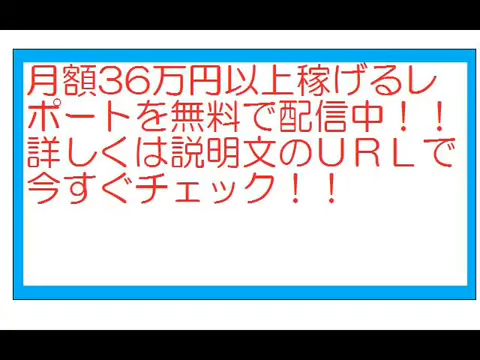 月額36万円以上稼げるレ
ポートを無料で配信中！！
詳しくは説明文のＵＲＬで
今すぐチェック！！